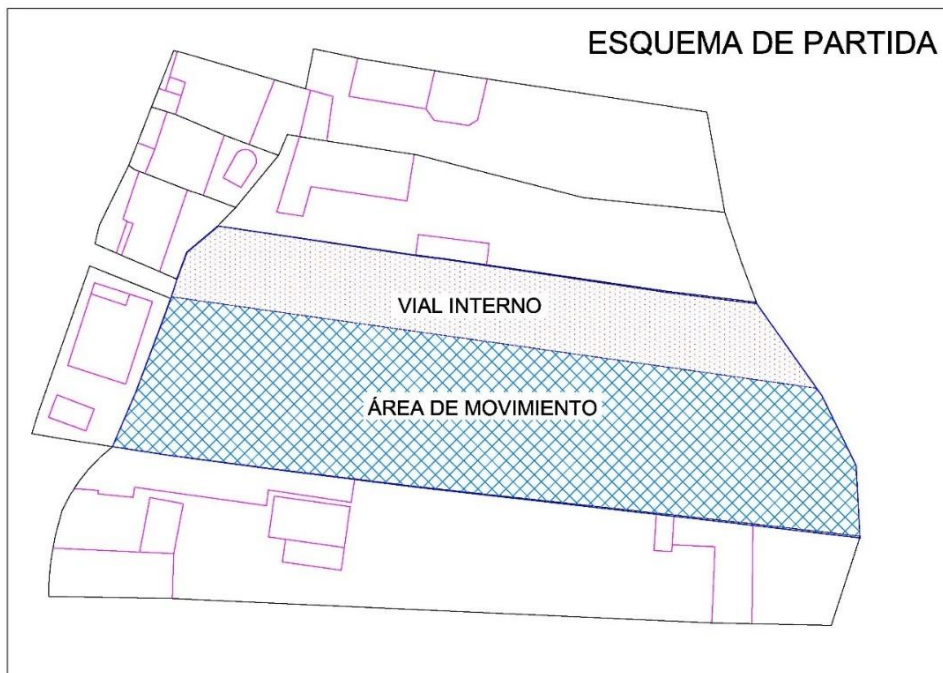 ESQUEMA DE PARTIDA
VIAL INTERNO
ÁREA DE MOVIMIENTO